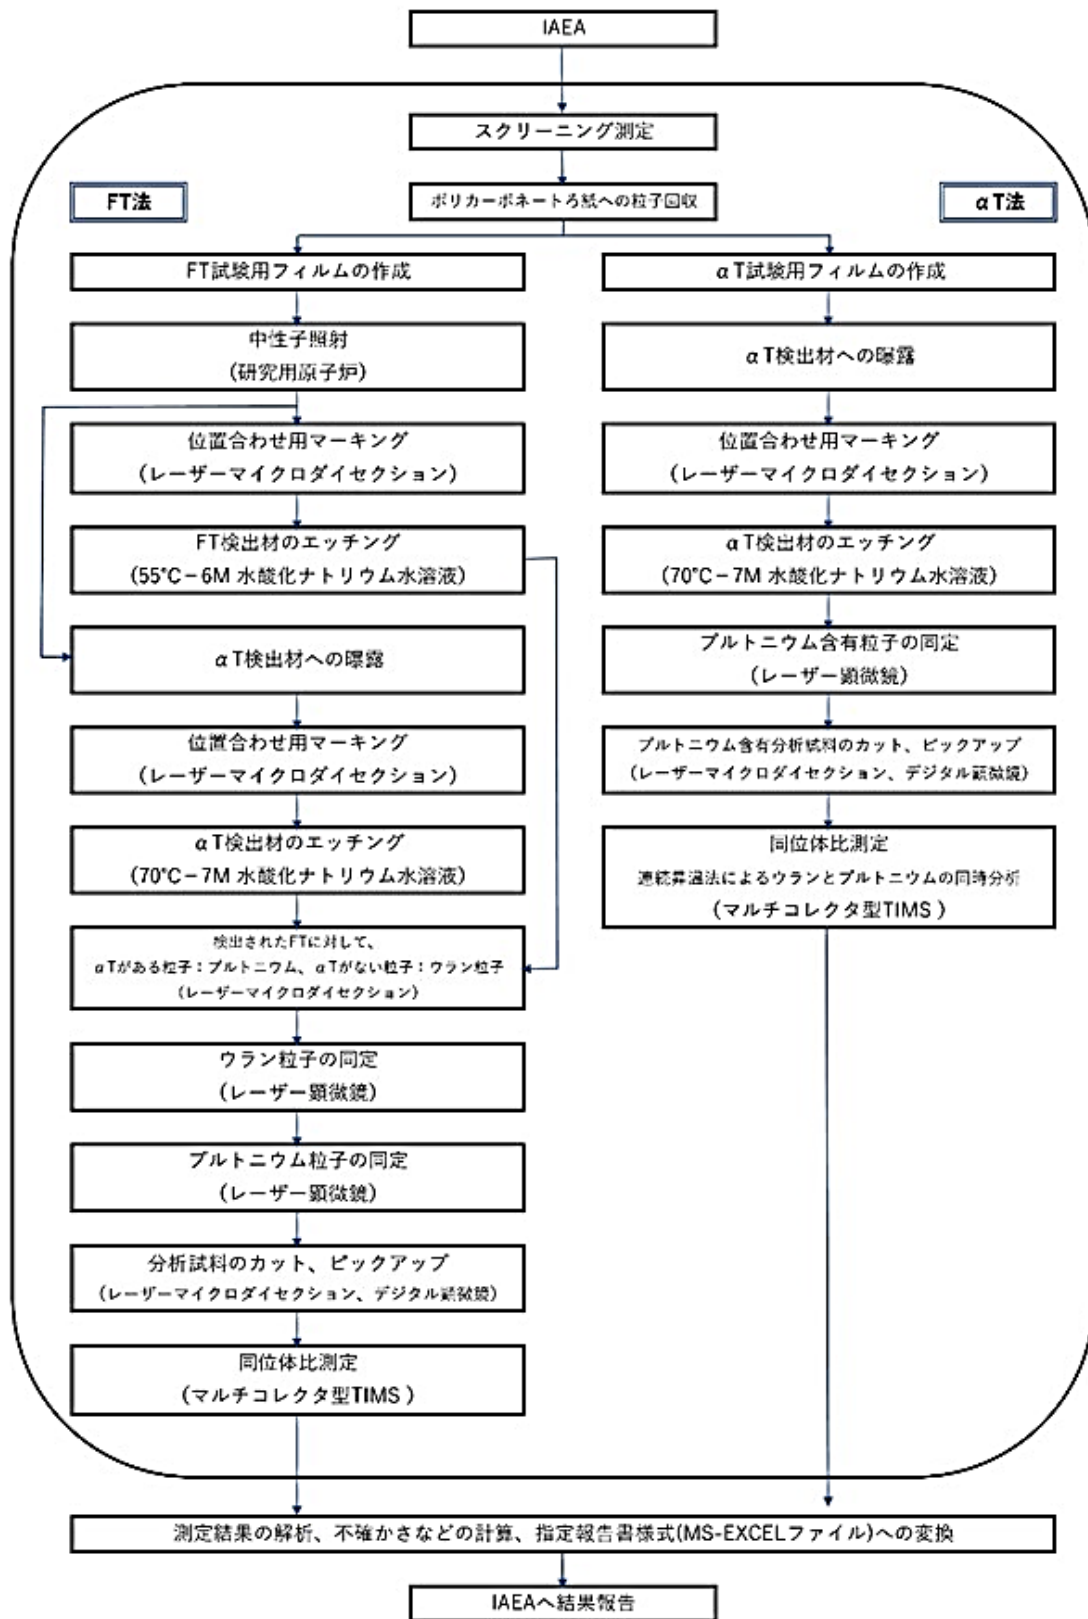 IAEA
スクリーニング測定
FT法
ポリカーボネートろ紙への粒子回収
αT法
FT試験用フィルムの作成
中性子照射
(研究用原子炉)
位置合わせ用マーキング
(レーザーマイクロダイセクション)
FT検出材のエッチング
(55°C－6M 水酸化ナトリウム水溶液)
αT検出材への曝露
位置合わせ用マーキング
(レーザーマイクロダイセクション)
αT検出材のエッチング
(70°C－7M 水酸化ナトリウム水溶液)
検出されたFTに対して、
αTがある粒子：プルトニウム、αTがない粒子：ウラン粒子
(レーザーマイクロダイセクション)
ウラン粒子の同定
(レーザー顕微鏡)
プルトニウム粒子の同定
(レーザー顕微鏡)
分析試料のカット、ピックアップ
(レーザーマイクロダイセクション、デジタル顕微鏡)
同位体比測定
(マルチコレクタ型TIMS )
αT試験用フィルムの作成
αT検出材への曝露
位置合わせ用マーキング
(レーザーマイクロダイセクション)
αT検出材のエッチング
(70°C－7M 水酸化ナトリウム水溶液)
プルトニウム含有粒子の同定
(レーザー顕微鏡)
プルトニウム含有分析試料のカット、ピックアップ
(レーザーマイクロダイセクション、デジタル顕微鏡)
同位体比測定
連続昇温法によるウランとプルトニウムの同時分析
(マルチコレクタ型TIMS )
測定結果の解析、不確かさなどの計算、指定報告書様式(MS-EXCELファイル)への変換
IAEAへ結果報告